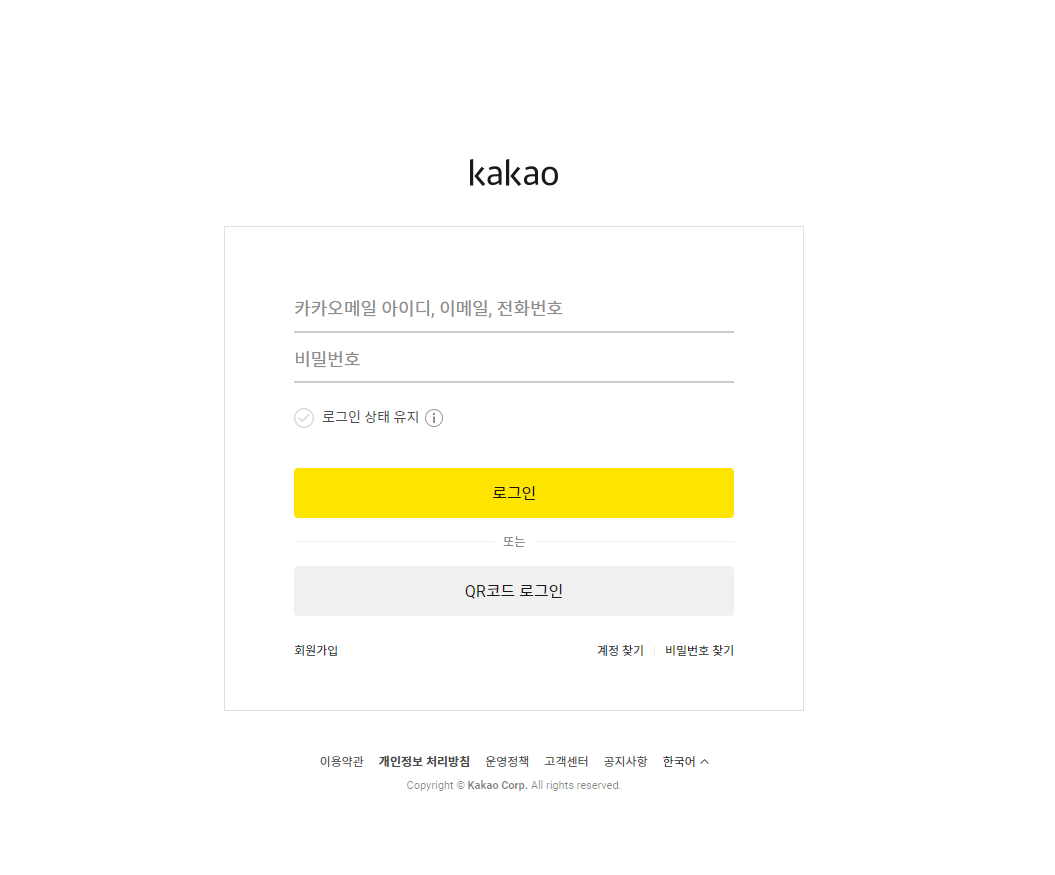 kakao
카카오메일 아이디, 이메일, 전화번호
비밀번호
로그인 상태 유지
로그인
또는
QR코드 로그인
회원가입 계정 찾기 비밀번호 찾기
이용약관 개인정보 처리방침 운영정책 고객센터 공지사항 한국어
Copyright © Kakao Corp. All rights reserved.